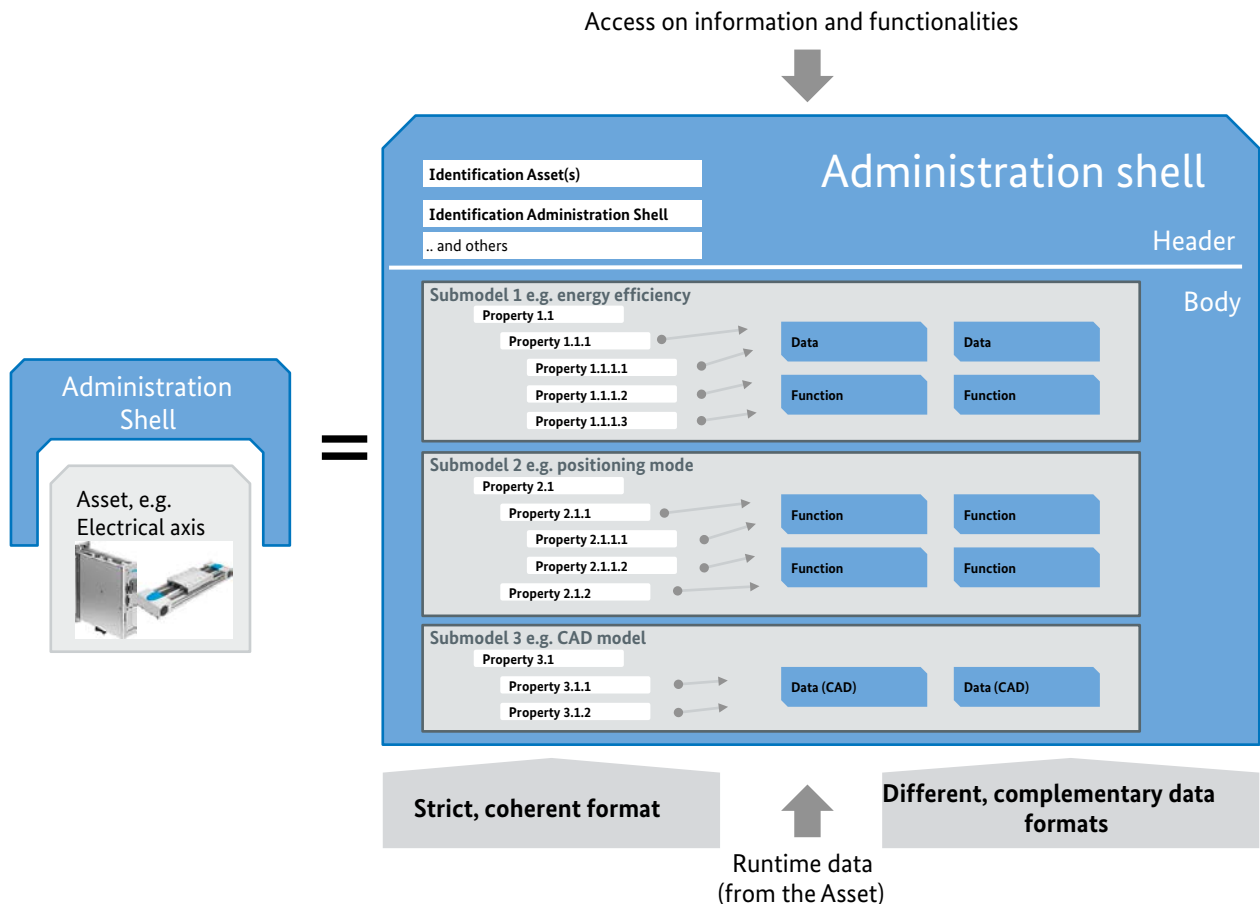 Access on information and functionalities
Administration shell
Identification Asset(s)
Identification Administration Shell
.. and others
Header
Body
Submodel 1 e.g. energy efficiency
Property 1.1
Property 1.1.1
Property 1.1.1.1
Property 1.1.1.2
Property 1.1.1.3
Data
Data
Function
Function
Submodel 2 e.g. positioning mode
Property 2.1
Property 2.1.1
Property 2.1.1.1
Property 2.1.1.2
Property 2.1.2
Function
Function
Function
Function
Submodel 3 e.g. CAD model
Property 3.1
Property 3.1.1
Property 3.1.2
Data (CAD)
Data (CAD)
Administration
Shell
=
Asset, e.g.
Electrical axis
Strict, coherent format
Different, complementary data
formats
Runtime data
(from the Asset)